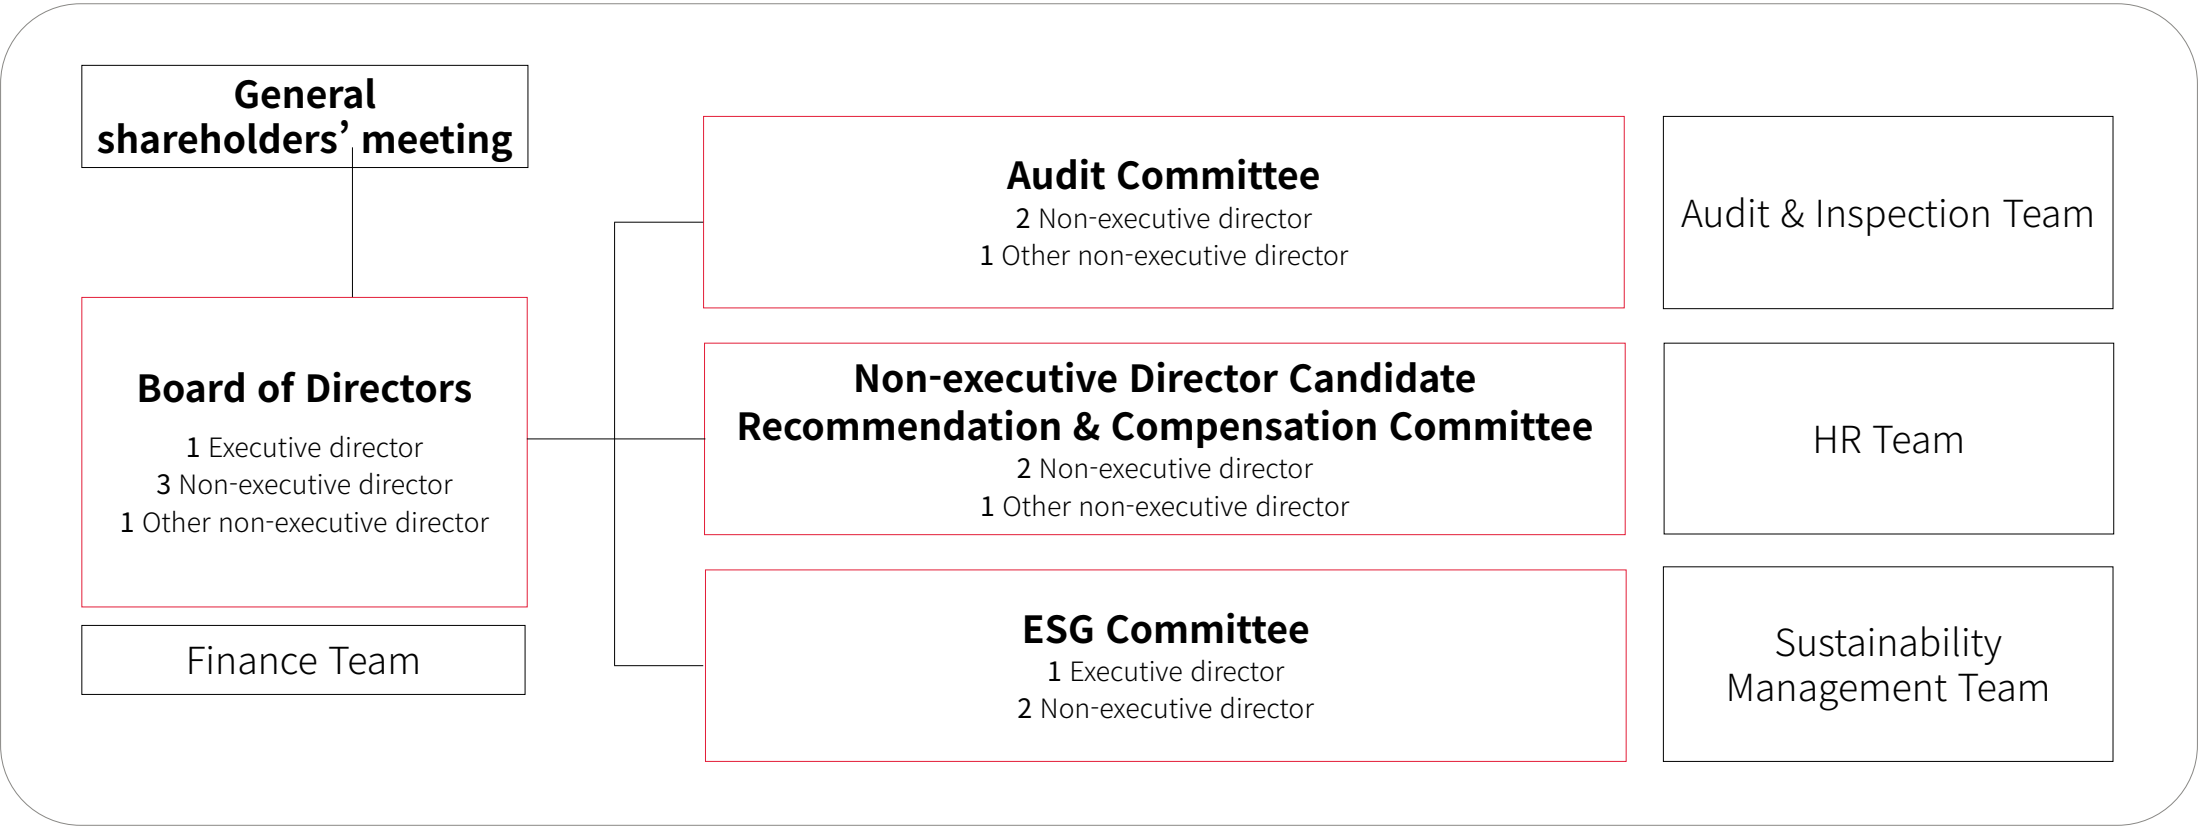 General
shareholders’ meeting
Board of Directors
1 Executive director
3 Non-executive director
1 Other non-executive director
Finance Team
Audit Committee
2 Non-executive director
1 Other non-executive director
Audit & Inspection Team
Non-executive Director Candidate
Recommendation & Compensation Committee
2 Non-executive director
1 Other non-executive director
HR Team
ESG Committee
1 Executive director
2 Non-executive director
Sustainability
Management Team